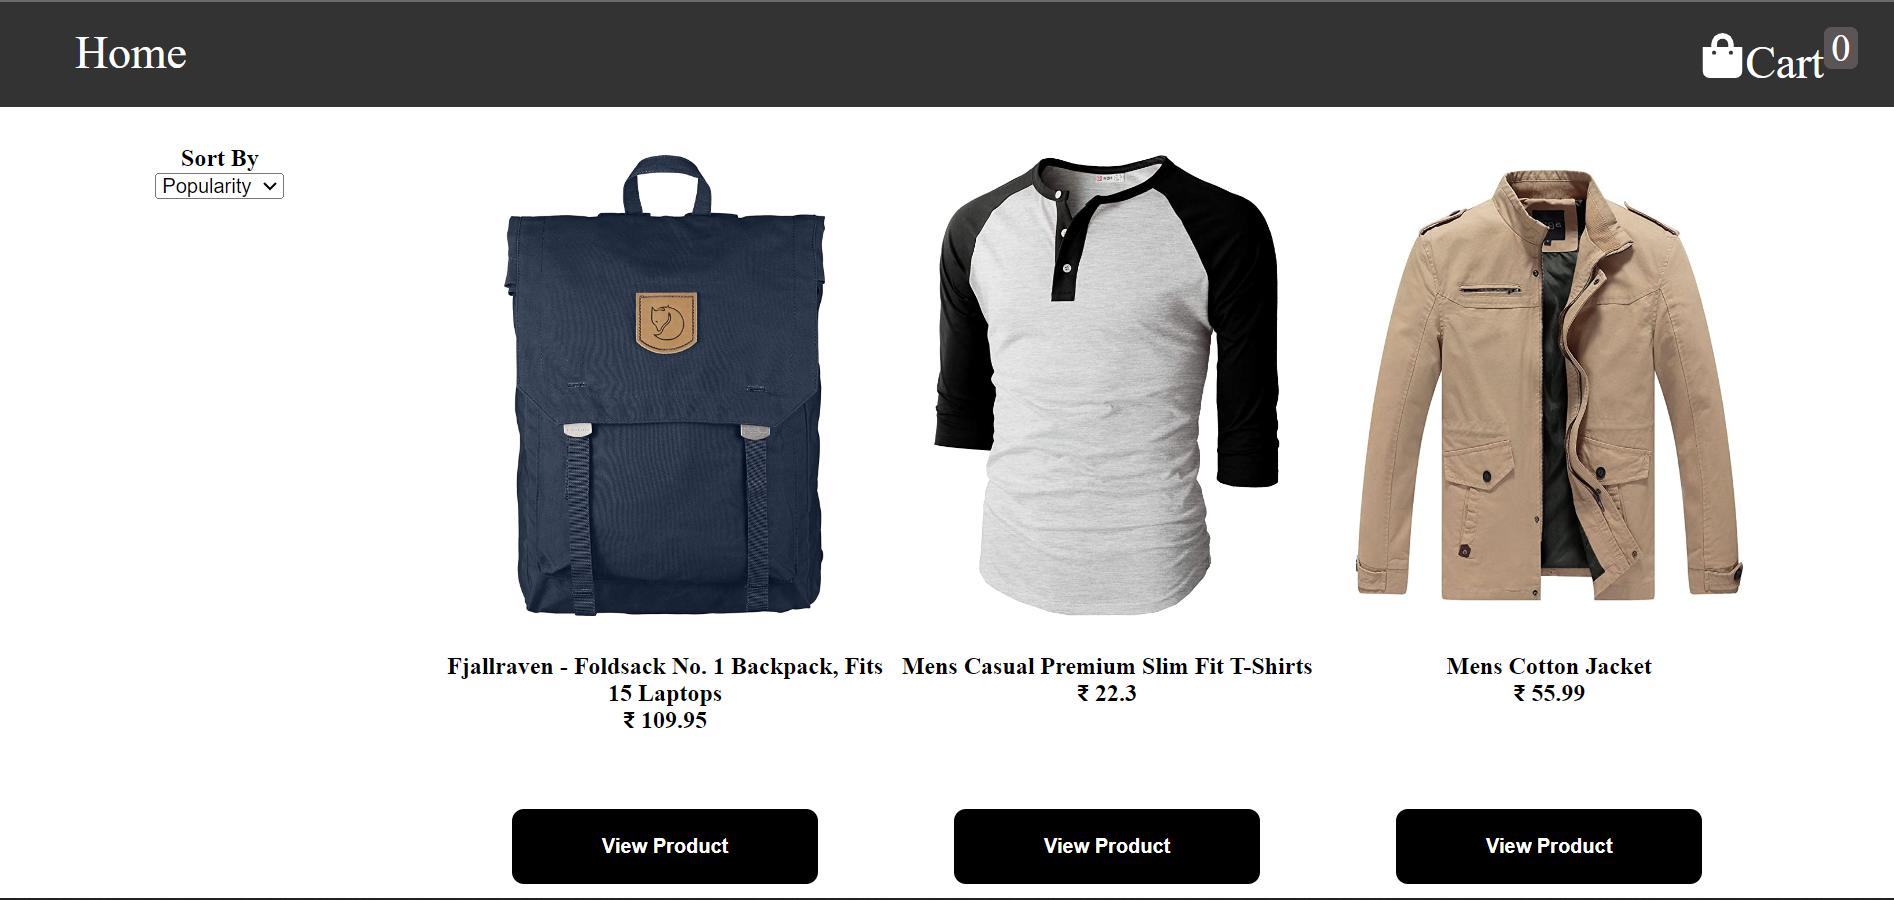 Home
Cart 0
Sort By
Popularity
Fjallraven - Foldsack No. 1 Backpack, Fits
15 Laptops
₹ 109.95
Mens Casual Premium Slim Fit T-Shirts
₹ 22.3
Mens Cotton Jacket
₹ 55.99
View Product
View Product
View Product